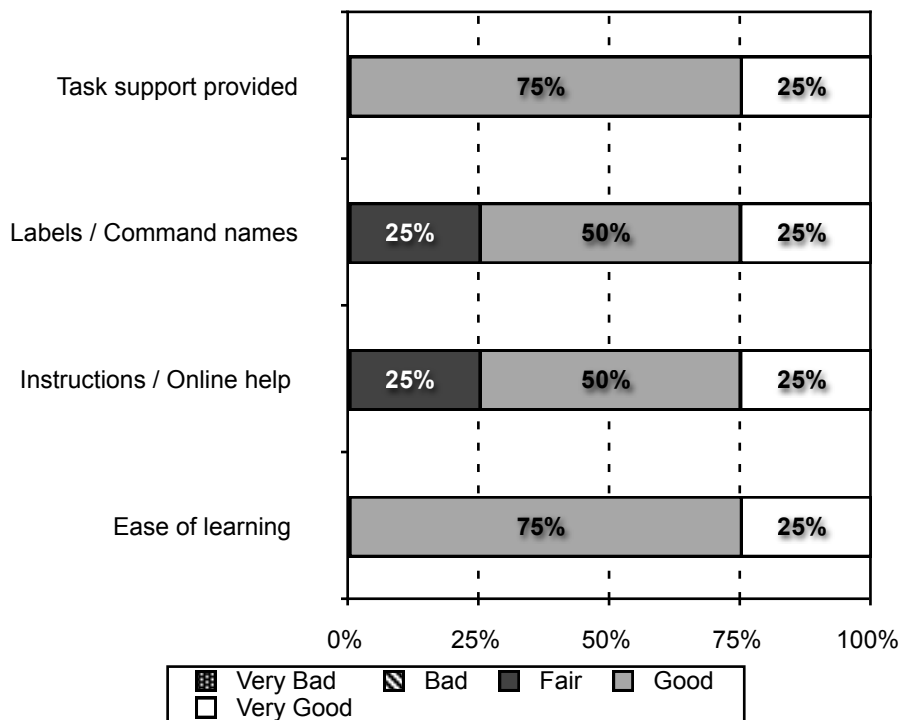 Task support provided
75% 25%
Labels / Command names
25% 50% 25%
Instructions / Online help
25% 50% 25%
Ease of learning
75% 25%
0% 25% 50% 75% 100%
Very Bad Bad Fair Good
Very Good